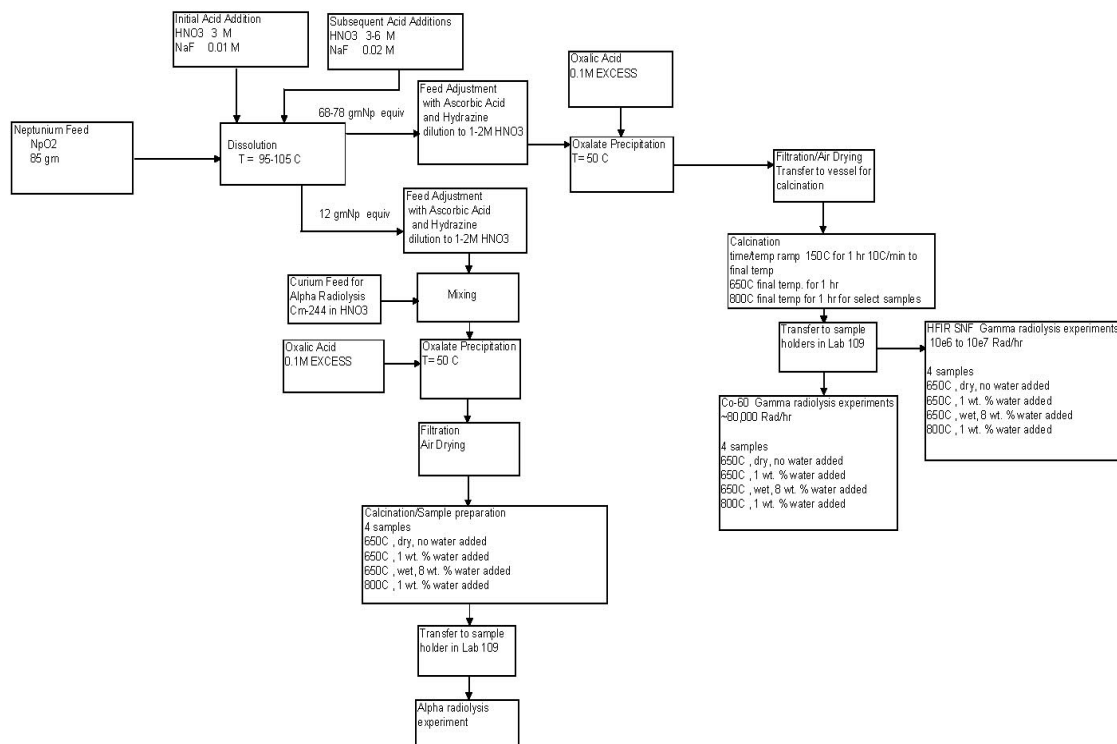 Initial Acid Addition
HNO3 3 M
NaF 0.01 M
Subsequent Acid Additions
HNO3 3-6 M
NaF 0.02 M
Oxalic Acid
0.1M EXCESS
Neptunium Feed
NpO2
85 gm
Dissolution
T = 95-105 C
68-78 gmNp equiv
Feed Adjustment
with Ascorbic Acid
and Hydrazine
dilution to 1-2M HNO3
Oxalate Precipitation
T= 50 C
Filtration/Air Drying
Transfer to vessel for
calcination
12 gmNp equiv
Feed Adjustment
with Ascorbic Acid
and Hydrazine
dilution to 1-2M HNO3
Calcination
time/temp ramp 150C for 1 hr 10C/min to
final temp
650C final temp. for 1 hr
800C final temp for 1 hr for select samples
Curium Feed for
Alpha Radiolysis
Cm-244 in HNO3
Mixing
Transfer to sample
holders in Lab 109
HFIR SNF Gamma radiolysis experiments
10e6 to 10e7 Rad/hr
4 samples
650C , dry, no water added
650C , 1 wt. % water added
650C , wet, 8 wt. % water added
800C , 1 wt. % water added
Oxalic Acid
0.1M EXCESS
Oxalate Precipitation
T= 50 C
Co-60 Gamma radiolysis experiments
~80,000 Rad/hr
4 samples
650C , dry, no water added
650C , 1 wt. % water added
650C , wet, 8 wt. % water added
800C , 1 wt. % water added
Filtration
Air Drying
Calcination/Sample preparation
4 samples
650C , dry, no water added
650C , 1 wt. % water added
650C , wet, 8 wt. % water added
800C , 1 wt. % water added
Transfer to sample
holder in Lab 109
Alpha radiolysis
experiment